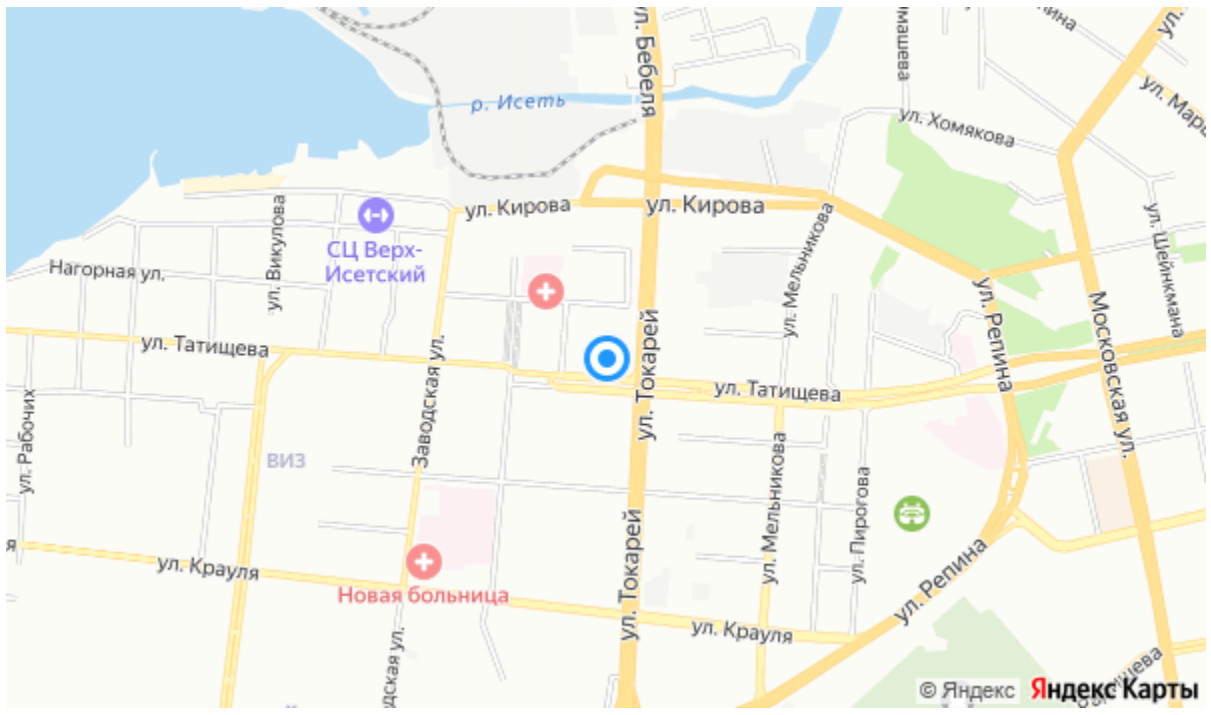 ул. Бебеля
р. Исеть
ул. Хомякова
ул. Кирова
ул. Кирова
ул. Мельникова
ул. Шейнкмана
ул. Викулова
СЦ Верх-
Исетский
Нагорная ул.
ул. Репина
Московская ул.
ул. Татищева
Заводская ул.
ул. Токарей
ул. Татищева
ул. Рабочих
ВИЗ
ул. Мельникова
ул. Пирогова
ул. Токарей
ул. Крауля
Новая больница
ул. Репина
ул. Крауля
© Яндекс Яндекс Карты